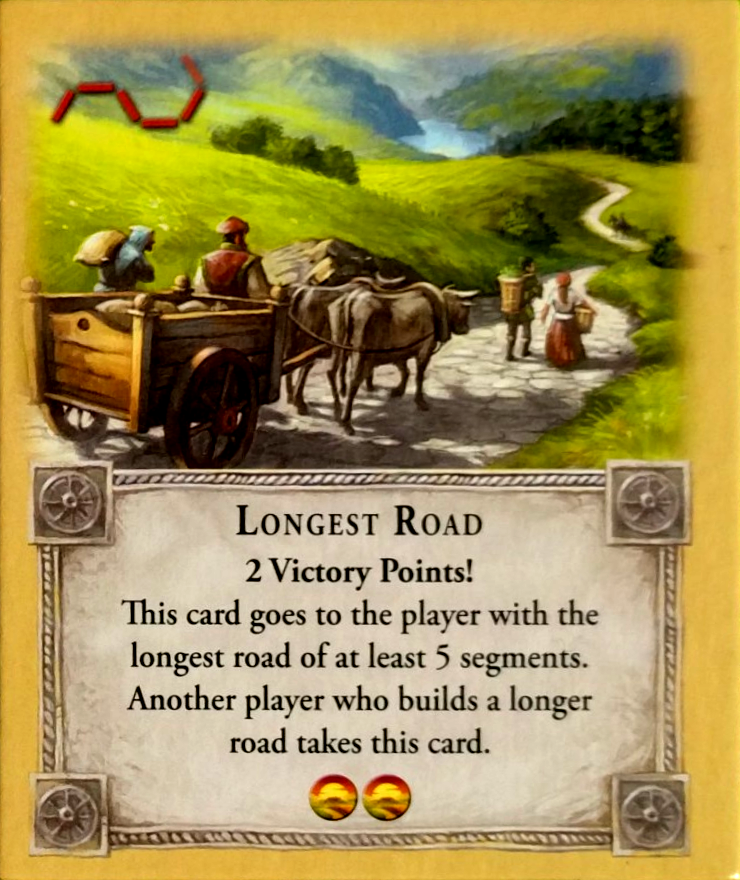 Longest Road
2 Victory Points!
This card goes to the player with the
longest road of at least 5 segments.
Another player who builds a longer
road takes this card.